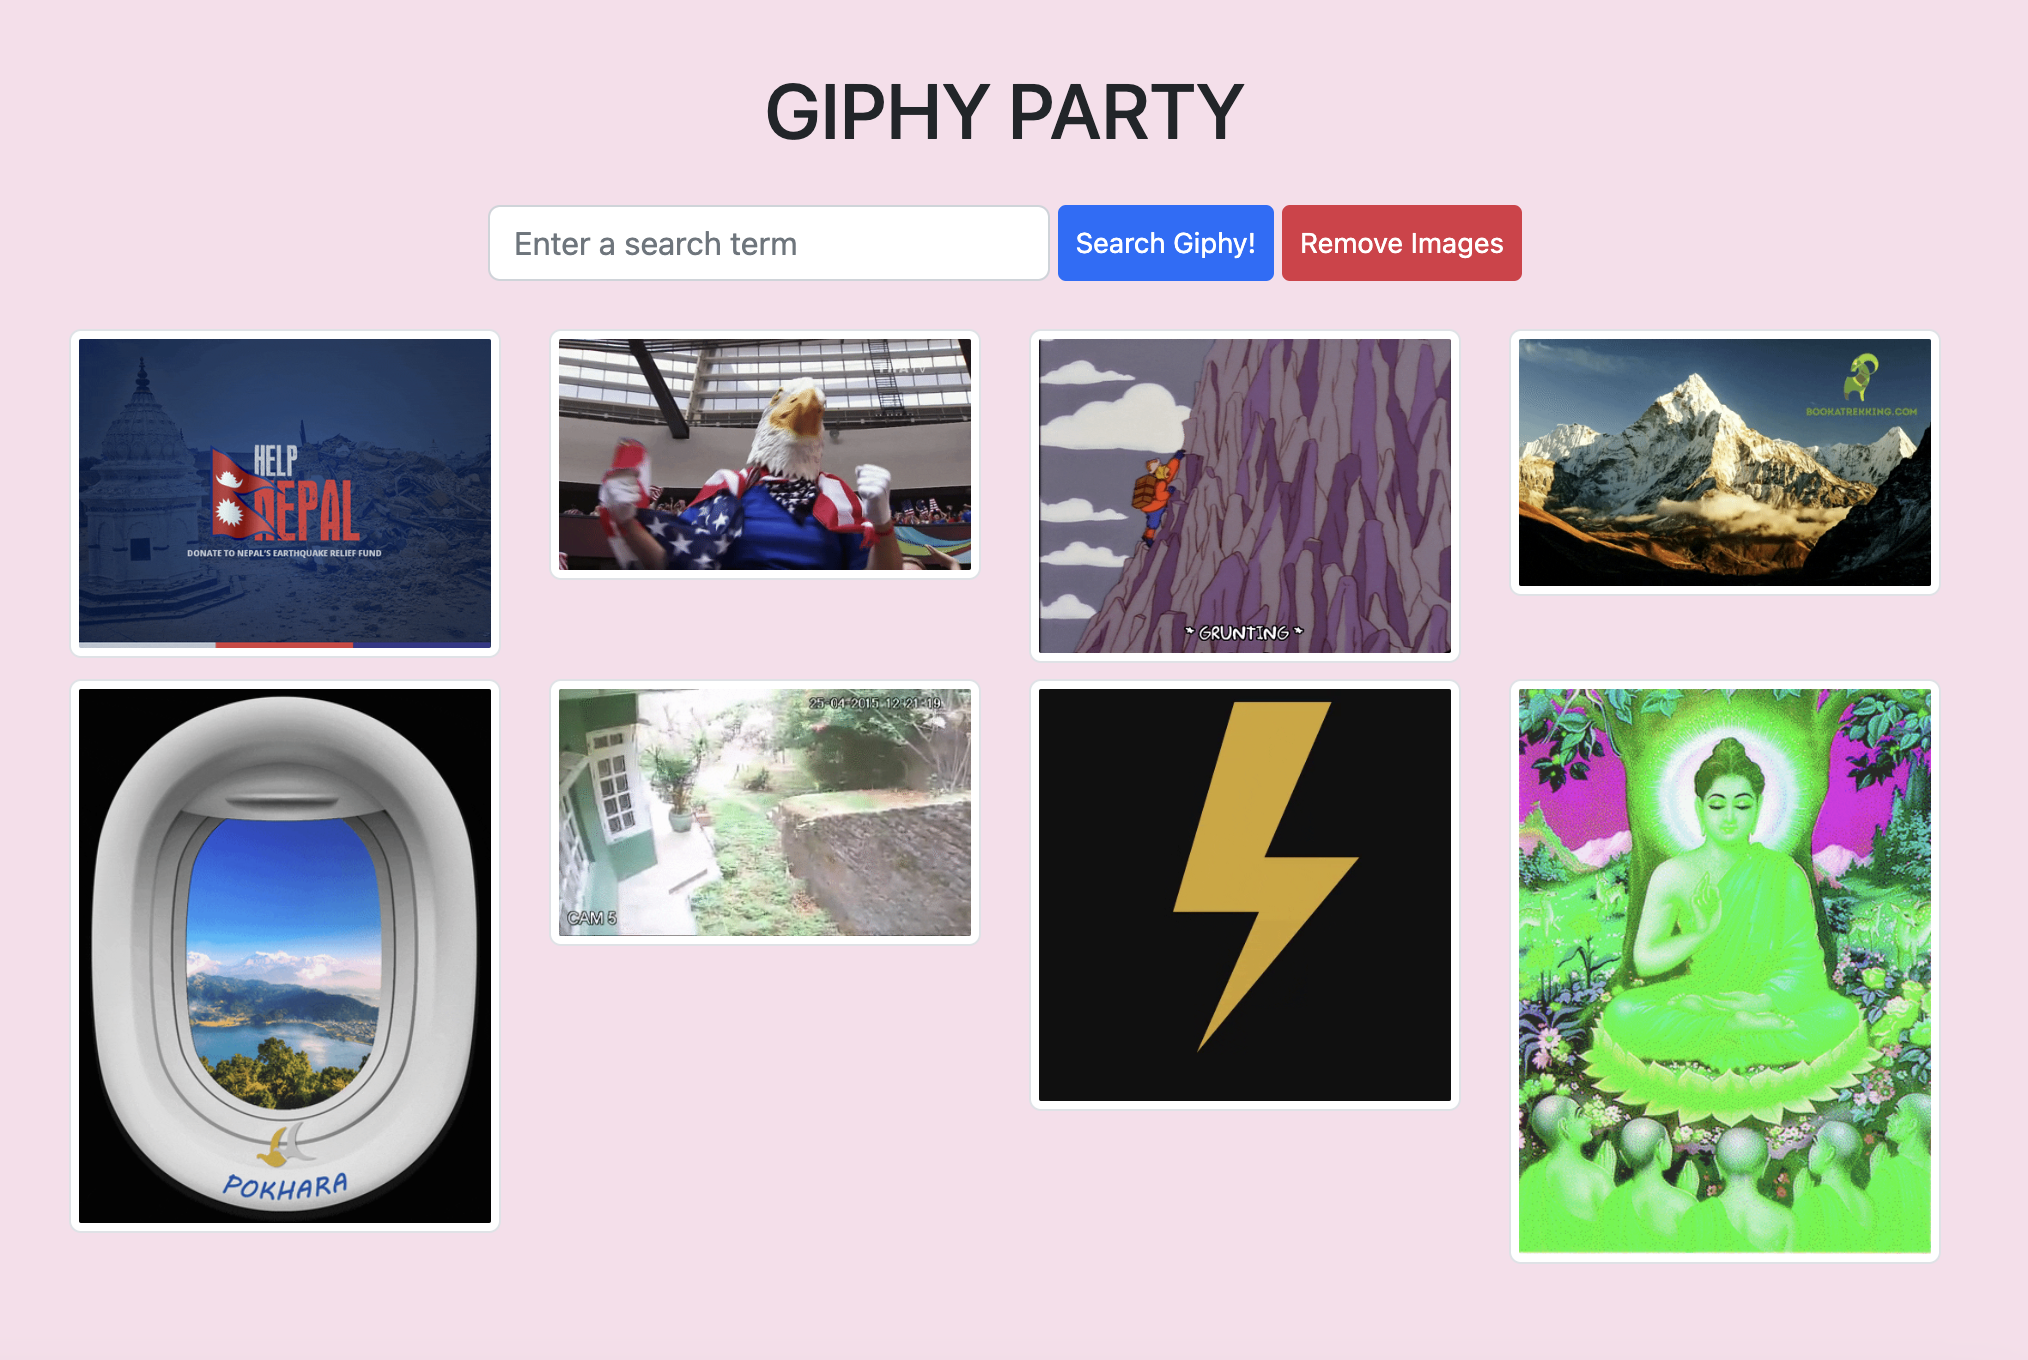 GIPHY PARTY
Enter a search term
Search Giphy!
Remove Images
HELP
NEPAL
DONATE TO NEPAL'S EARTHQUAKE RELIEF FUND
* GRUNTING *
BOOKATREKKING.COM
POKHARA
25-04-2015 12:21:19
CAM 5